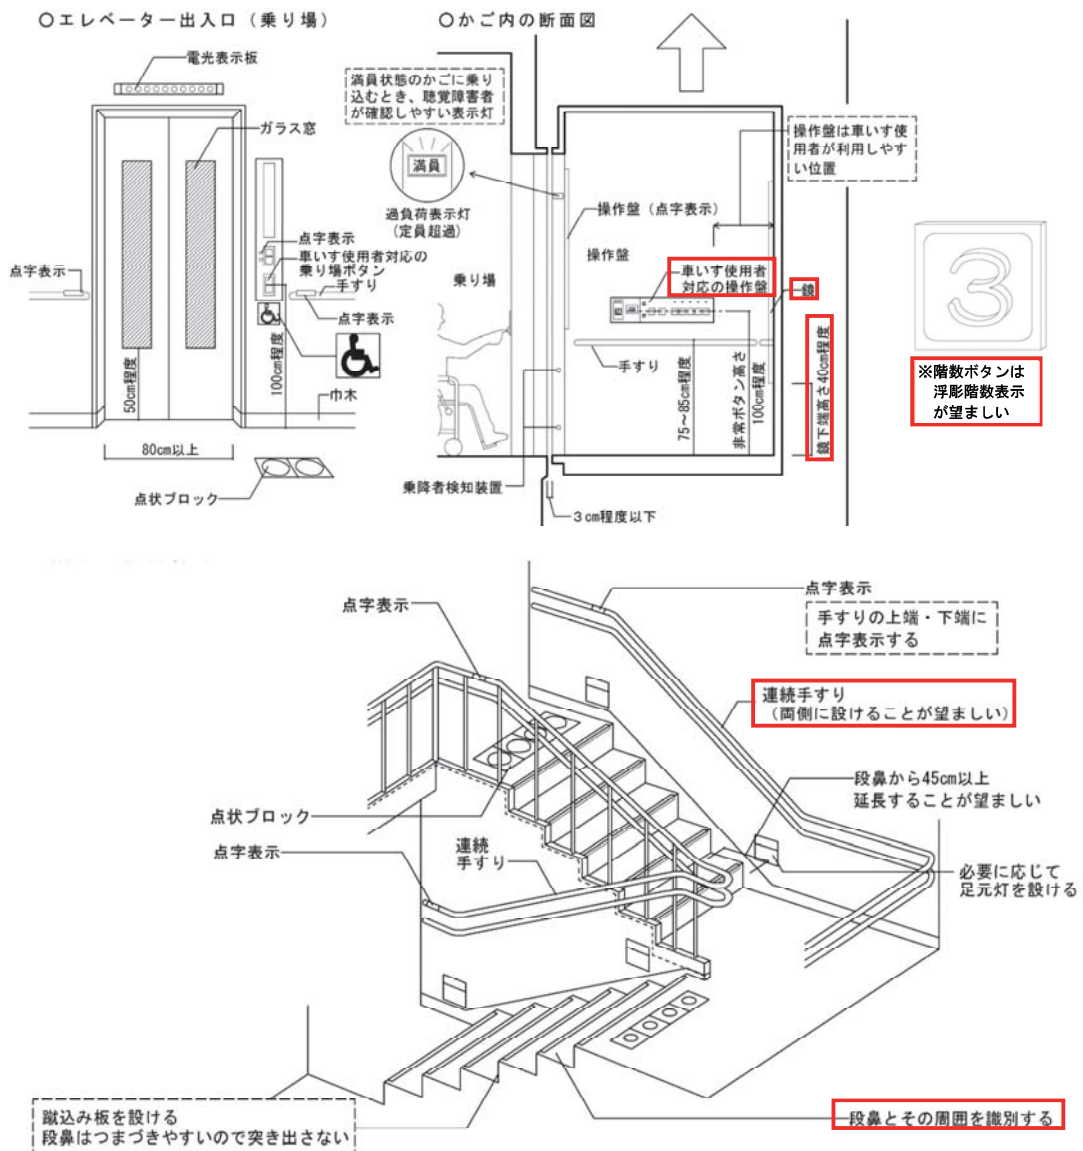 〇エレベーター出入口(乗り場)
電光表示板
ガラス窓
点字表示
車いす使用者対応の
乗り場ボタン
手すり
点字表示
点字表示
50cm程度
100cm程度
巾木
80cm以上
点状ブロック
〇かご内の断面図
満員状態のかごに乗り
込むとき、聴覚障害者
が確認しやすい表示灯
満員
過負荷表示灯
(定員超過)
乗り場
操作盤は車いす使
用者が利用しやす
い位置
操作盤(点字表示)
操作盤
車いす使用者
対応の操作盤
鏡
手すり
75~85cm程度
非常ボタン高さ
100cm程度
鏡下端高さ40cm程度
乗降者検知装置
3cm程度以下
3
※階数ボタンは
浮彫階数表示
が望ましい
点字表示
点字表示
手すりの上端・下端に
点字表示する
連続手すり
(両側に設けることが望ましい)
段鼻から45cm以上
延長することが望ましい
点状ブロック
点字表示
連続
手すり
必要に応じて
足元灯を設ける
蹴込み板を設ける
段鼻はつまづきやすいので突き出さない
段鼻とその周囲を識別する